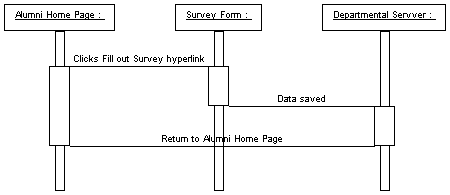 Alumni Home Page :
Survey Form :
Departmental Servver :
Clicks Fill out Survey hyperlink
Data saved
Return to Alumni Home Page